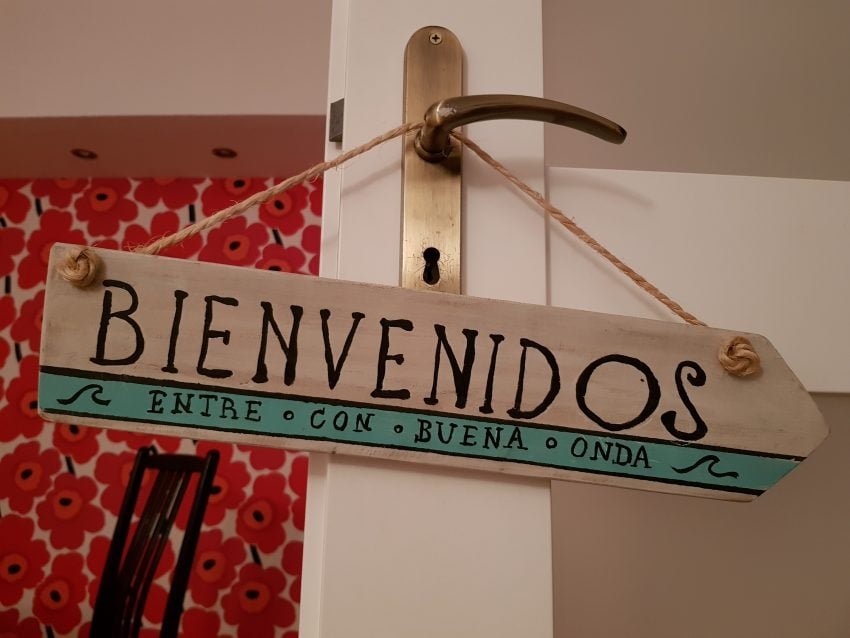 BIENVENIDOS
ENTRE • CON • BUENA • ONDA